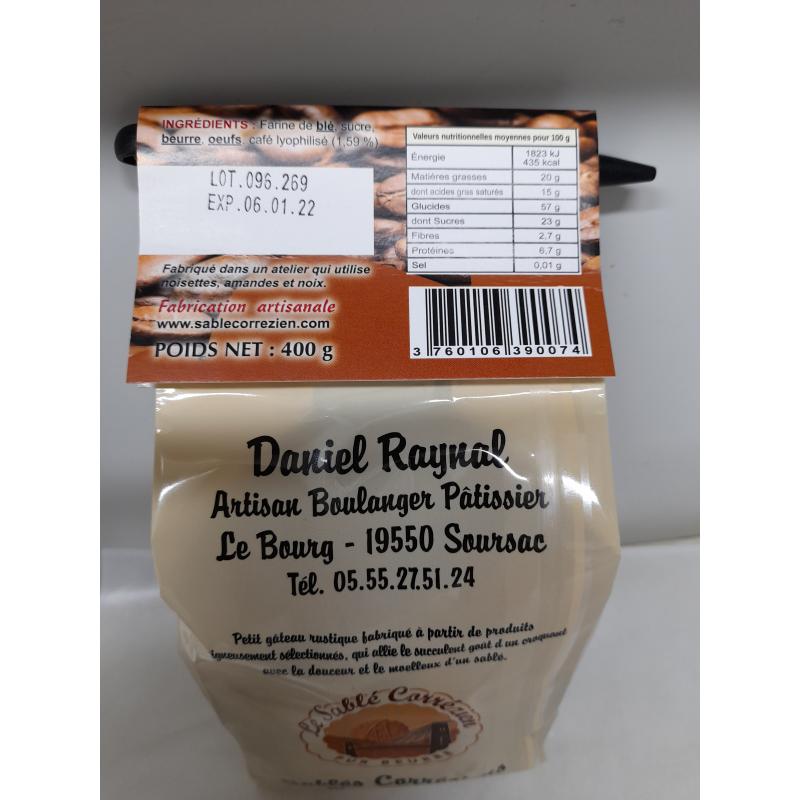 INGRÉDIENTS : Farine de blé, sucre,
beurre, oeufs, café lyophilisé (1,59 %)
LOT.096.269
EXP.06.01.22
Fabriqué dans un atelier qui utilise
noisettes, amandes et noix.
Fabrication artisanale
www.sablecorrezien.com
POIDS NET : 400 g
Valeurs nutritionnelles moyennes pour 100 g
Énergie 1823 kJ
435 kcal
Matières grasses 20 g
dont acides gras saturés 15 g
Glucides 57 g
dont Sucres 23 g
Fibres 2,7 g
Protéines 6,7 g
Sel 0,01 g
3 760106 390074
Daniel Raynal
Artisan Boulanger Pâtissier
Le Bourg - 19550 Soursac
Tél. 05.55.27.51.24
Petit gâteau rustique fabriqué à partir de produits
sélectionnés, qui allie le succulent goût d'un croquant
avec la douceur et le moelleux d'un sablé.
Le Sablé Corrézien
PUR BEURRE